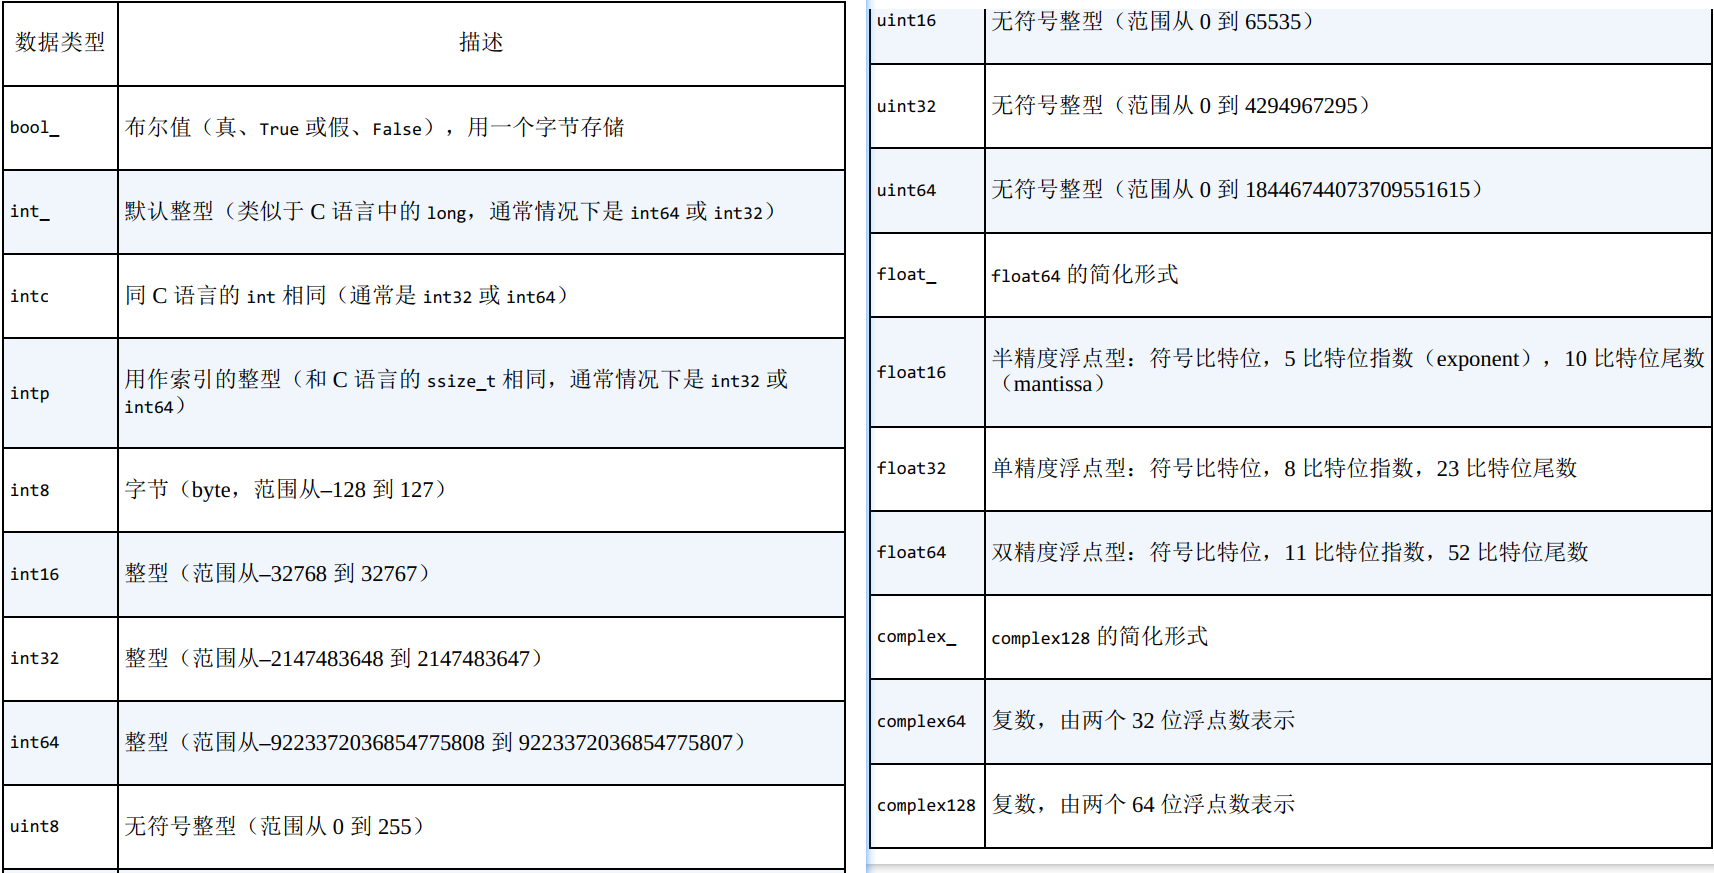 数据类型 描述
bool_ 布尔值（真、True 或假、False），用一个字节存储
int_ 默认整型（类似于 C 语言中的 long，通常情况下是 int64 或 int32）
intc 同 C 语言的 int 相同（通常是 int32 或 int64）
intp 用作索引的整型（和 C 语言的 ssize_t 相同，通常情况下是 int32 或
int64）
int8 字节（byte，范围从–128 到 127）
int16 整型（范围从–32768 到 32767）
int32 整型（范围从–2147483648 到 2147483647）
int64 整型（范围从–9223372036854775808 到 9223372036854775807）
uint8 无符号整型（范围从 0 到 255）
uint16 无符号整型（范围从 0 到 65535）
uint32 无符号整型（范围从 0 到 4294967295）
uint64 无符号整型（范围从 0 到 18446744073709551615）
float_ float64 的简化形式
float16 半精度浮点型：符号比特位，5 比特位指数（exponent），10 比特位尾数
（mantissa）
float32 单精度浮点型：符号比特位，8 比特位指数，23 比特位尾数
float64 双精度浮点型：符号比特位，11 比特位指数，52 比特位尾数
complex_ complex128 的简化形式
complex64 复数，由两个 32 位浮点数表示
complex128 复数，由两个 64 位浮点数表示